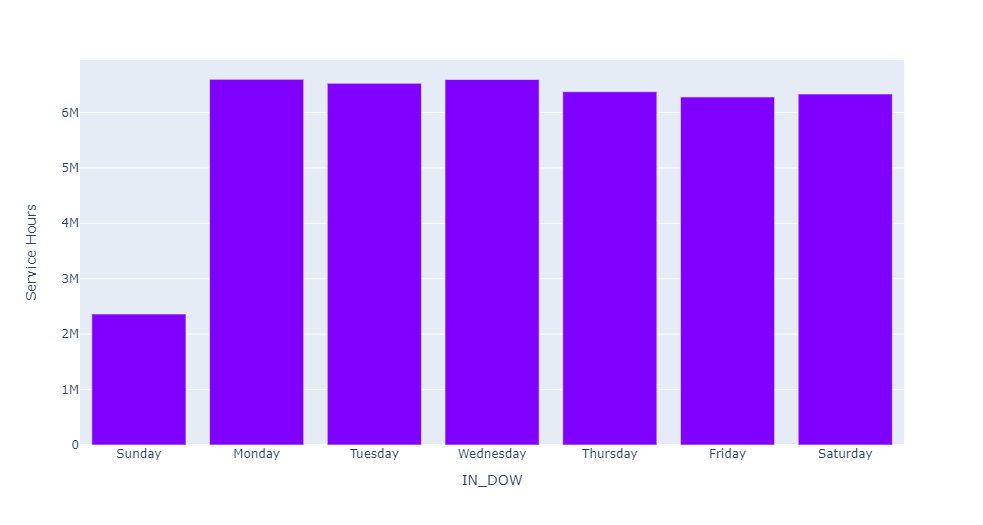 6M
5M
4M
3M
2M
1M
0
Service Hours
Sunday Monday Tuesday Wednesday Thursday Friday Saturday
IN_DOW